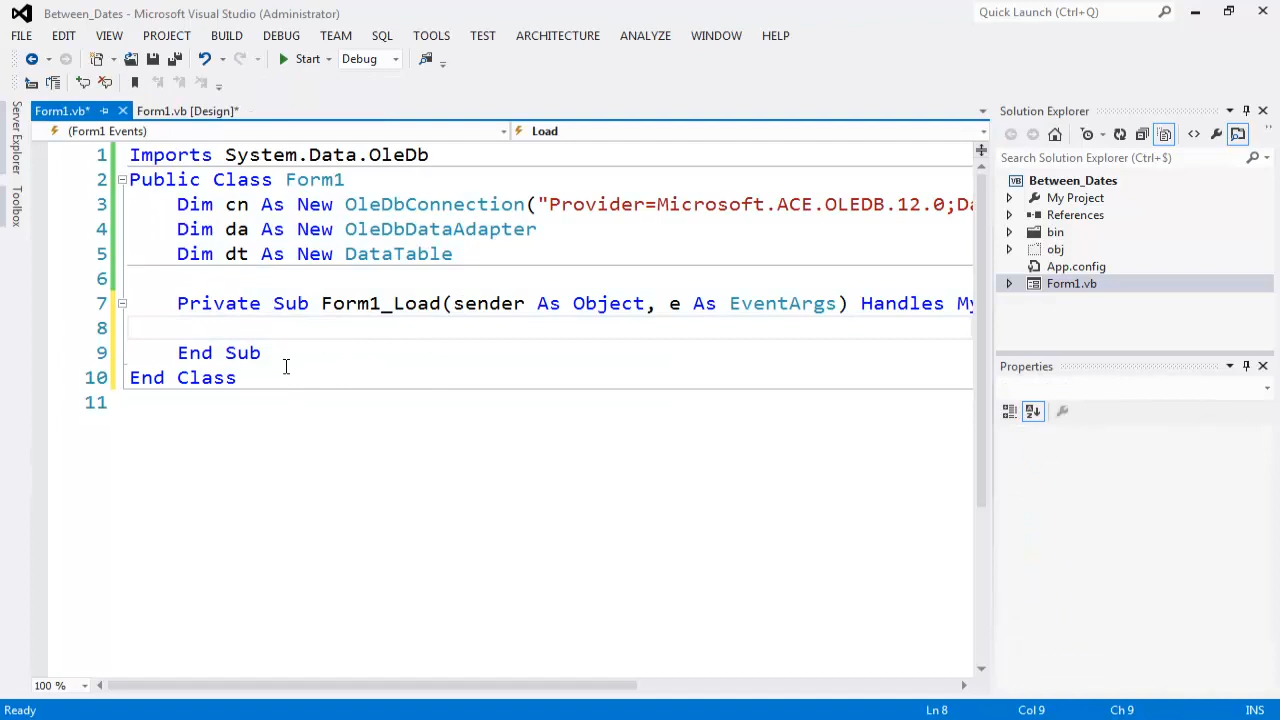 Between_Dates - Microsoft Visual Studio (Administrator)
Quick Launch (Ctrl+Q)
FILE EDIT VIEW PROJECT BUILD DEBUG TEAM SQL TOOLS TEST ARCHITECTURE ANALYZE WINDOW HELP
Start Debug
Server Explorer
Toolbox
Form1.vb* Form1.vb [Design]*
(Form1 Events) Load
1 Imports System.Data.OleDb
2 Public Class Form1
3 Dim cn As New OleDbConnection("Provider=Microsoft.ACE.OLEDB.12.0;Da
4 Dim da As New OleDbDataAdapter
5 Dim dt As New DataTable
6
7 Private Sub Form1_Load(sender As Object, e As EventArgs) Handles My
8
9 End Sub
10 End Class
11
100 %
Solution Explorer
Search Solution Explorer (Ctrl+$)
Between_Dates
My Project
References
bin
obj
App.config
Form1.vb
Properties
Ready Ln 8 Col 9 Ch 9 INS